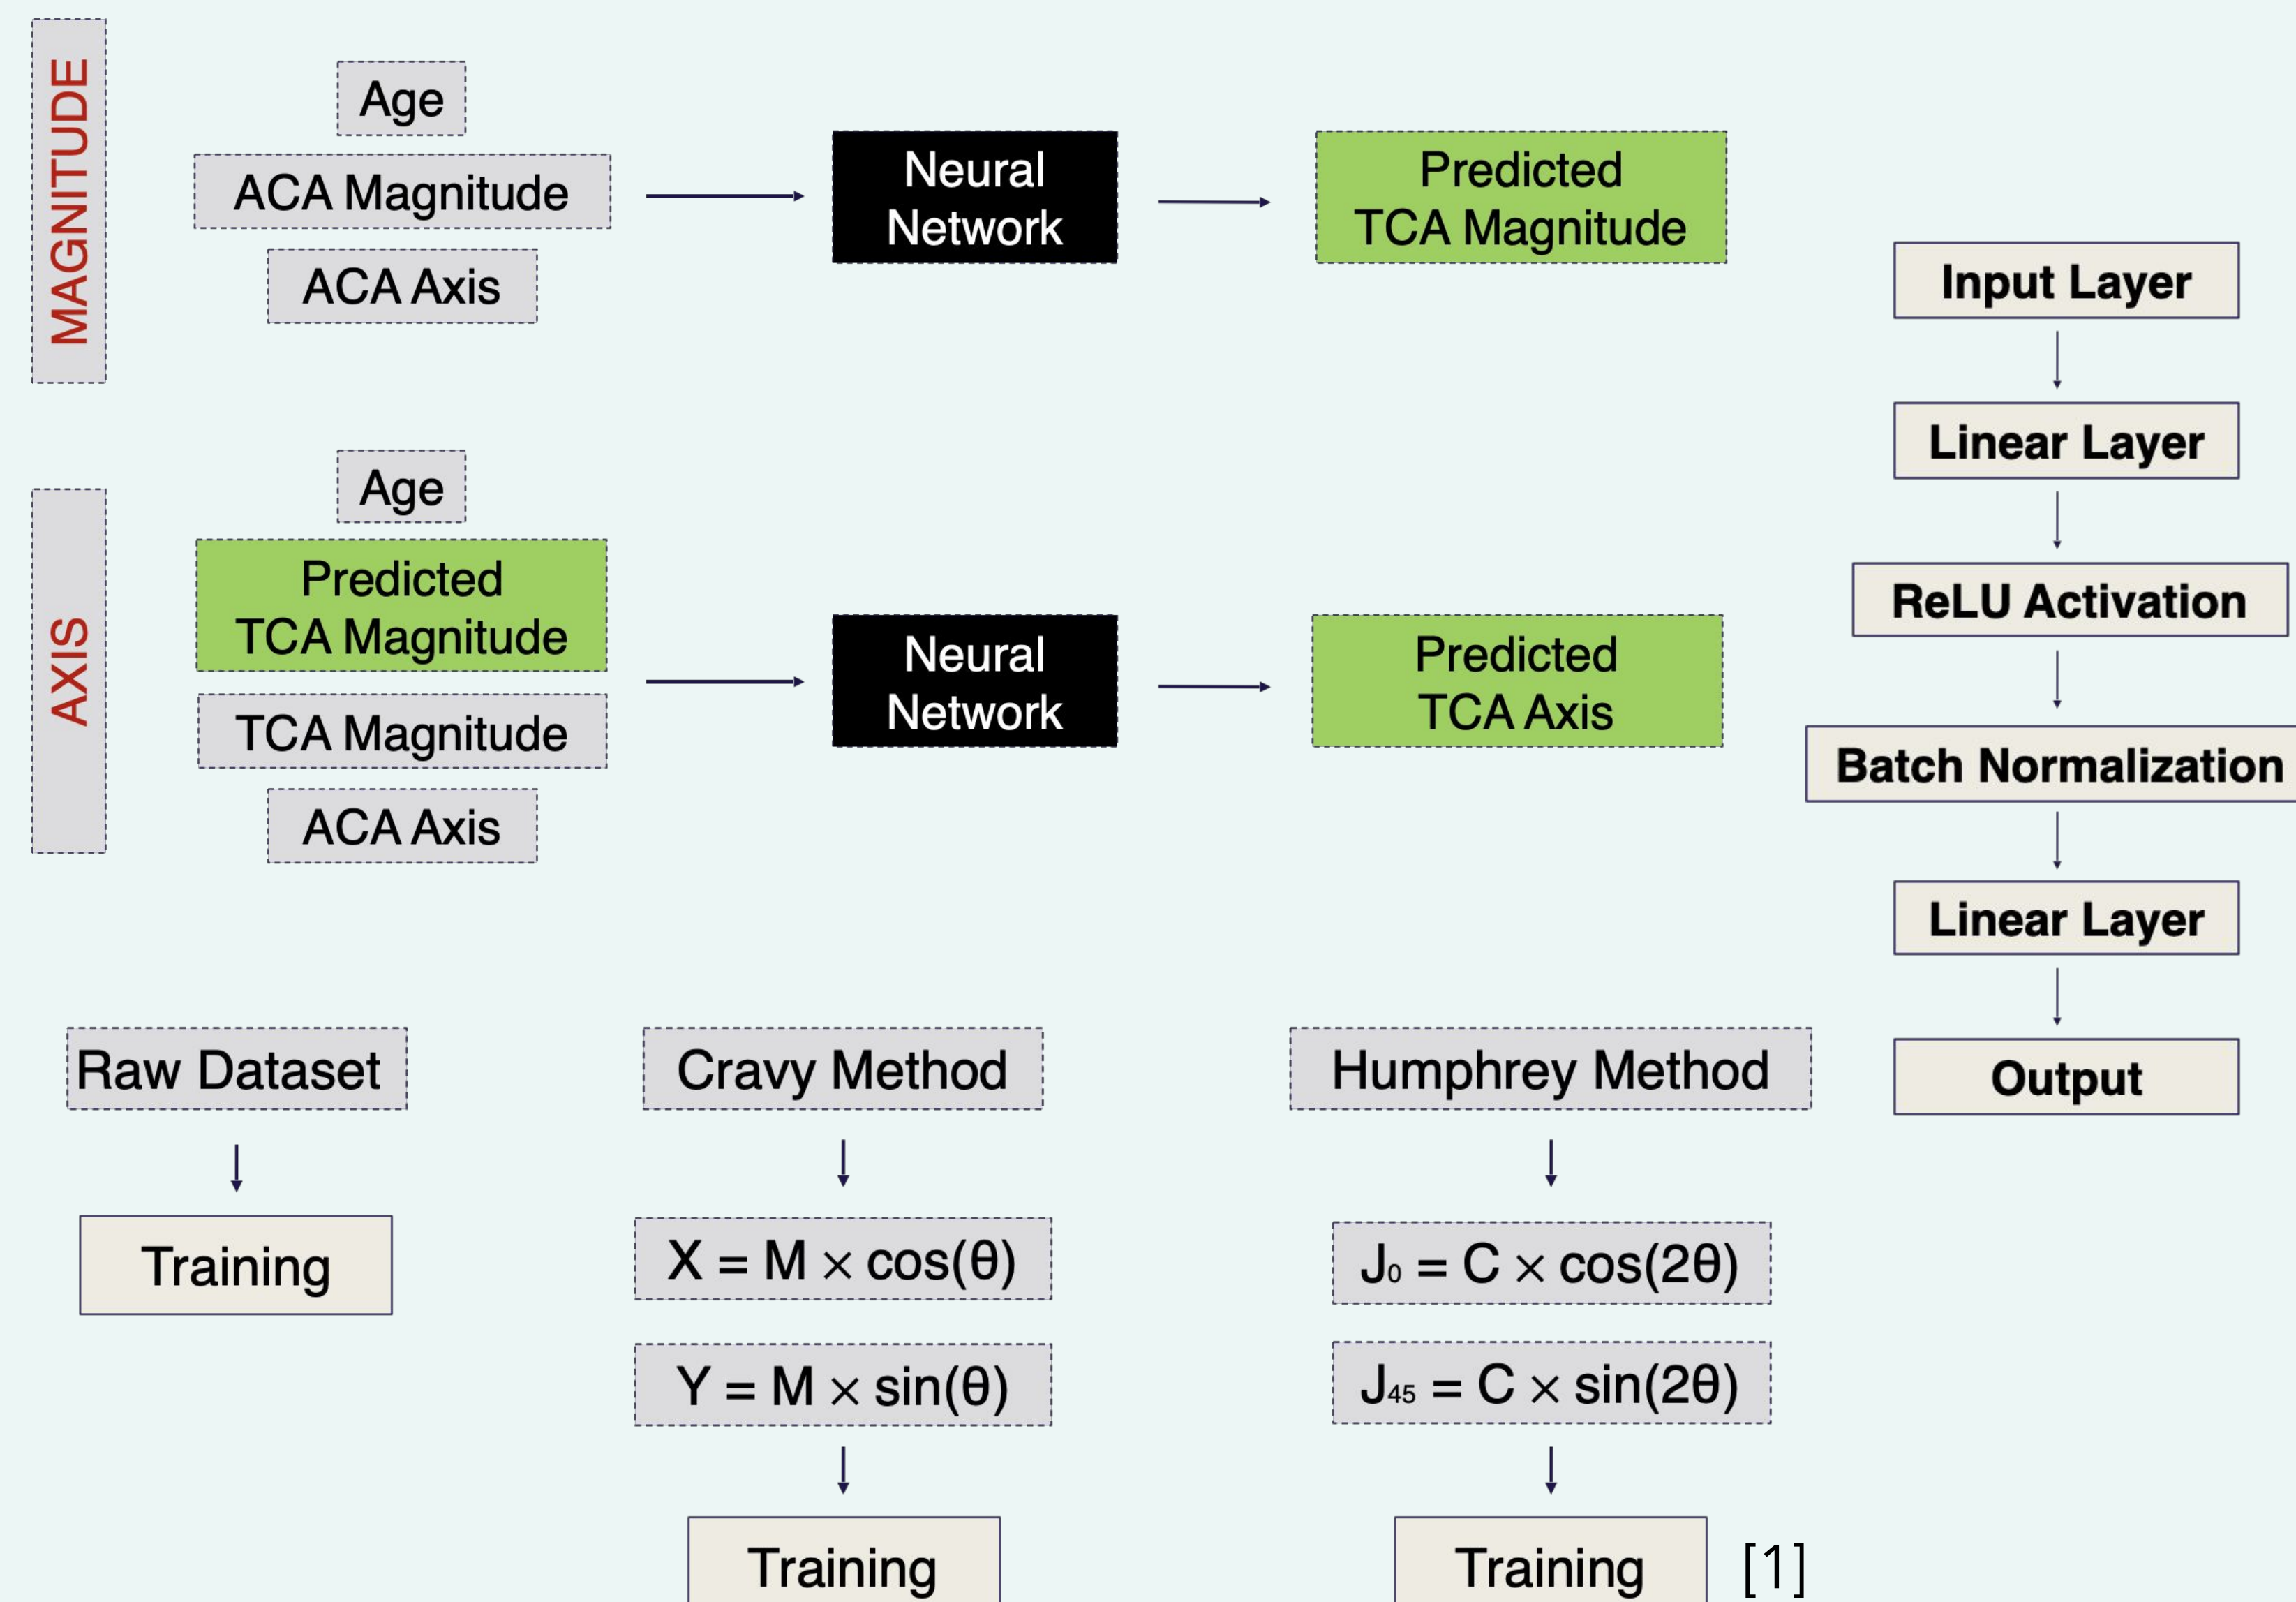 MAGNITUDE
Age
ACA Magnitude
ACA Axis
Neural
Network
Predicted
TCA Magnitude
AXIS
Age
Predicted
TCA Magnitude
TCA Magnitude
ACA Axis
Neural
Network
Predicted
TCA Axis
Input Layer
Linear Layer
ReLU Activation
Batch Normalization
Linear Layer
Output
Raw Dataset
Training
Cravy Method
X = M × cos(θ)
Y = M × sin(θ)
Training
Humphrey Method
J₀ = C × cos(2θ)
J₄₅ = C × sin(2θ)
Training
[1]